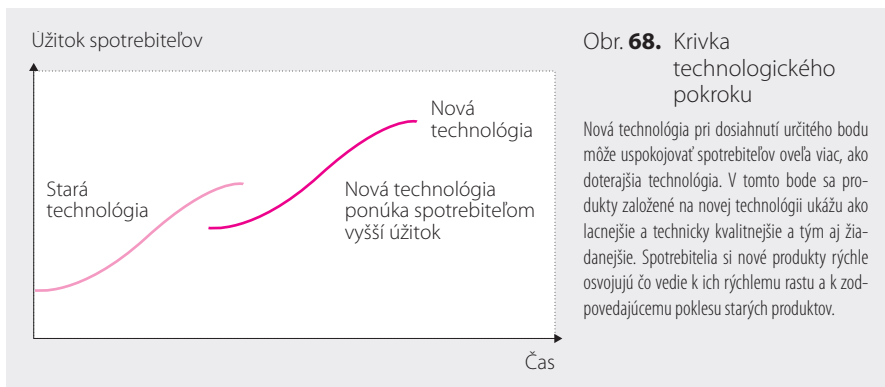 Úžitok spotrebiteľov
Nová
technológia
Stará
technológia
Nová technológia
ponúka spotrebiteľom
vyšší úžitok
Čas
Obr. 68. Krivka
technologického
pokroku
Nová technológia pri dosiahnutí určitého bodu
môže uspokojovať spotrebiteľov oveľa viac, ako
doterajšia technológia. V tomto bode sa pro-
dukty založené na novej technológii ukážu ako
lacnejšie a technicky kvalitnejšie a tým aj žia-
danejšie. Spotrebitelia si nové produkty rýchle
osvojujú čo vedie k ich rýchlemu rastu a k zod-
povedajúcemu poklesu starých produktov.